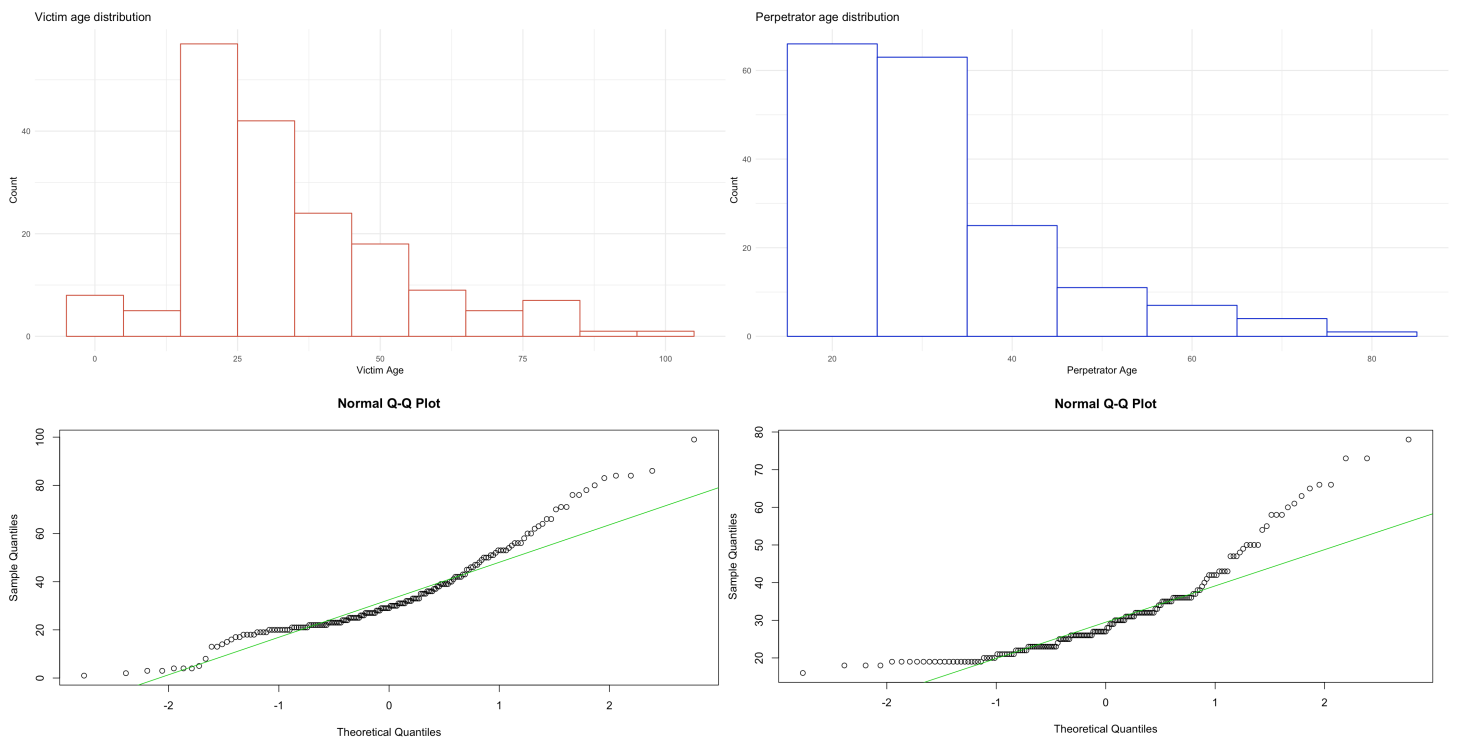 Victim age distribution
Perpetrator age distribution
Count
40
20
0
0 25 50 75 100
Victim Age
Count
60
40
20
0
20 40 60 80
Perpetrator Age
Normal Q-Q Plot
Sample Quantiles
100
80
60
40
20
0
-2 -1 0 1 2
Theoretical Quantiles
Normal Q-Q Plot
Sample Quantiles
80
70
60
50
40
30
20
-2 -1 0 1 2
Theoretical Quantiles